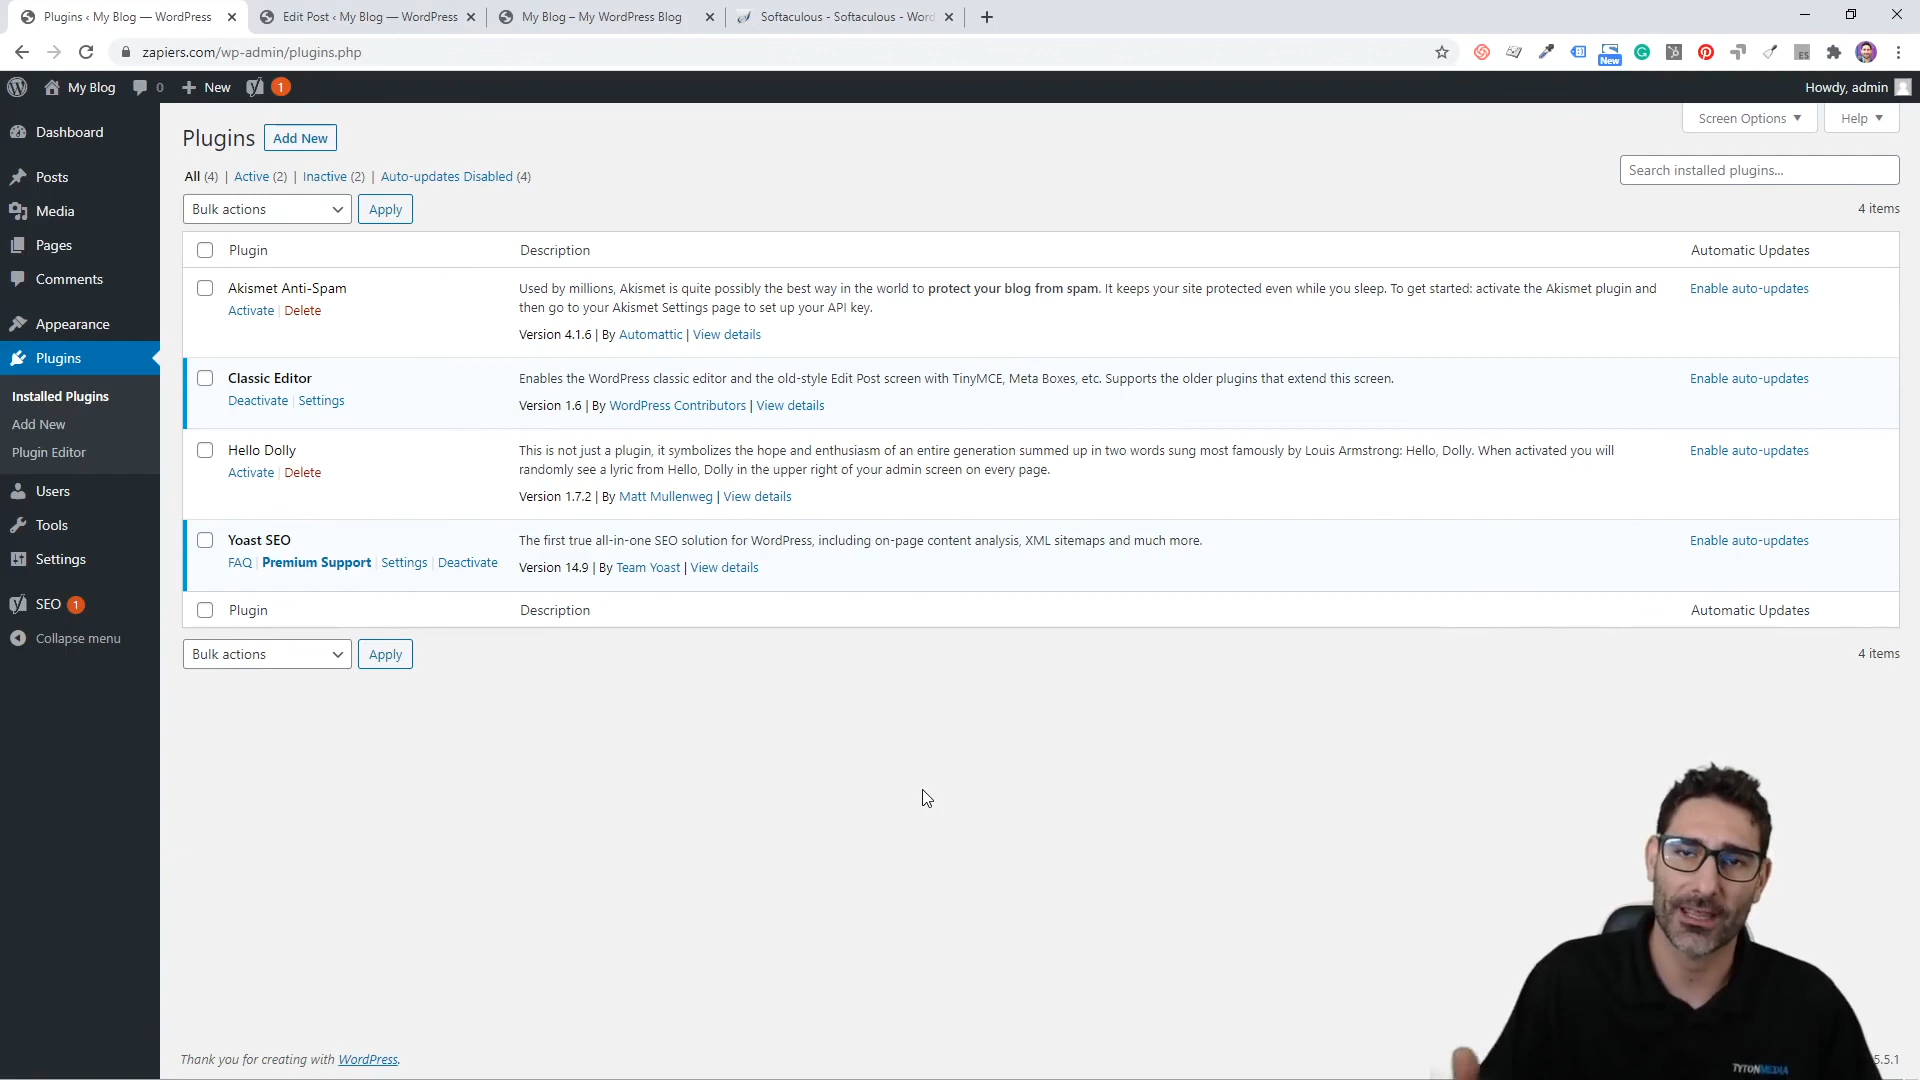 Plugins ‹ My Blog — WordPress
Edit Post ‹ My Blog — WordPress
My Blog – My WordPress Blog
Softaculous - Softaculous - Word
zapiers.com/wp-admin/plugins.php
New
ES
My Blog
0
New
1
Howdy, admin
Dashboard
Posts
Media
Pages
Comments
Appearance
Plugins
Installed Plugins
Add New
Plugin Editor
Users
Tools
Settings
SEO 1
Collapse menu
Plugins Add New
Screen Options
Help
All (4) | Active (2) | Inactive (2) | Auto-updates Disabled (4)
Search installed plugins...
Bulk actions Apply
4 items
Plugin Description Automatic Updates
Akismet Anti-Spam
Activate | Delete
Used by millions, Akismet is quite possibly the best way in the world to protect your blog from spam. It keeps your site protected even while you sleep. To get started: activate the Akismet plugin and
then go to your Akismet Settings page to set up your API key.
Version 4.1.6 | By Automattic | View details
Enable auto-updates
Classic Editor
Deactivate | Settings
Enables the WordPress classic editor and the old-style Edit Post screen with TinyMCE, Meta Boxes, etc. Supports the older plugins that extend this screen.
Version 1.6 | By WordPress Contributors | View details
Enable auto-updates
Hello Dolly
Activate | Delete
This is not just a plugin, it symbolizes the hope and enthusiasm of an entire generation summed up in two words sung most famously by Louis Armstrong: Hello, Dolly. When activated you will
randomly see a lyric from Hello, Dolly in the upper right of your admin screen on every page.
Version 1.7.2 | By Matt Mullenweg | View details
Enable auto-updates
Yoast SEO
FAQ | Premium Support | Settings | Deactivate
The first true all-in-one SEO solution for WordPress, including on-page content analysis, XML sitemaps and much more.
Version 14.9 | By Team Yoast | View details
Enable auto-updates
Plugin Description Automatic Updates
Bulk actions Apply
4 items
Thank you for creating with WordPress.
5.5.1
TYTONMEDIA